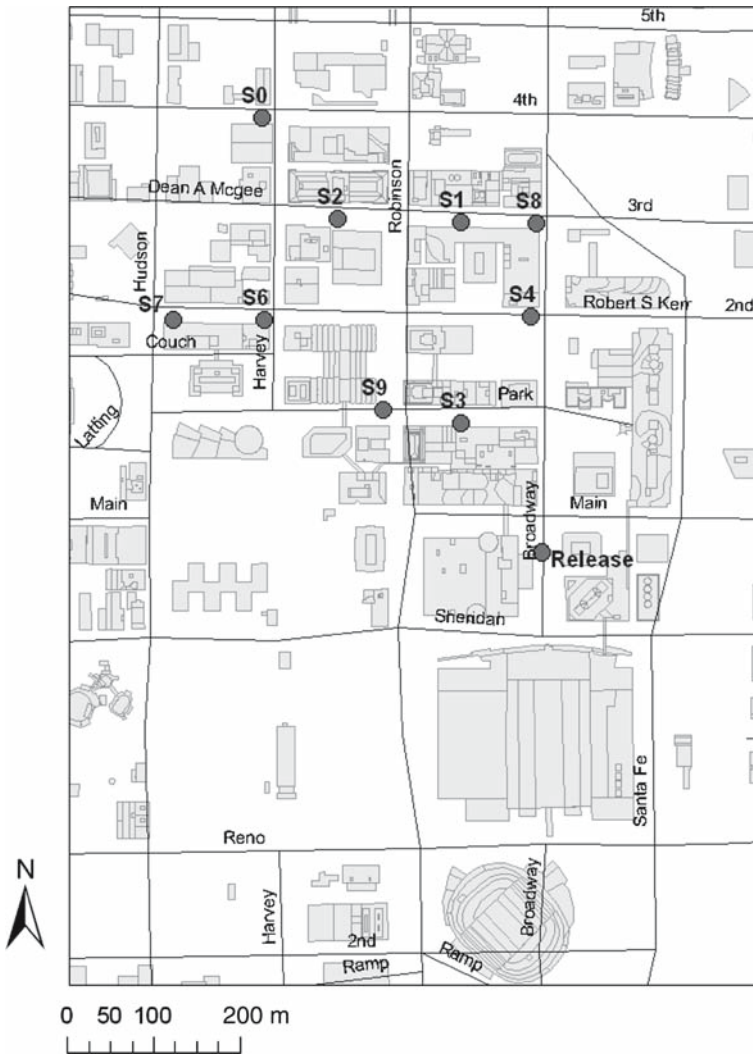 5th
S0
4th
Dean A Mcgee
S2
Robinson
S1
S8
3rd
Hudson
S7
S6
S4
Robert S Kerr
2nd
Couch
Harvey
S9
Park
Latting
S3
Main
Broadway
Main
Release
Sheridan
Santa Fe
Reno
N
Harvey
Broadway
2nd
Ramp
Ramp
0 50 100 200 m